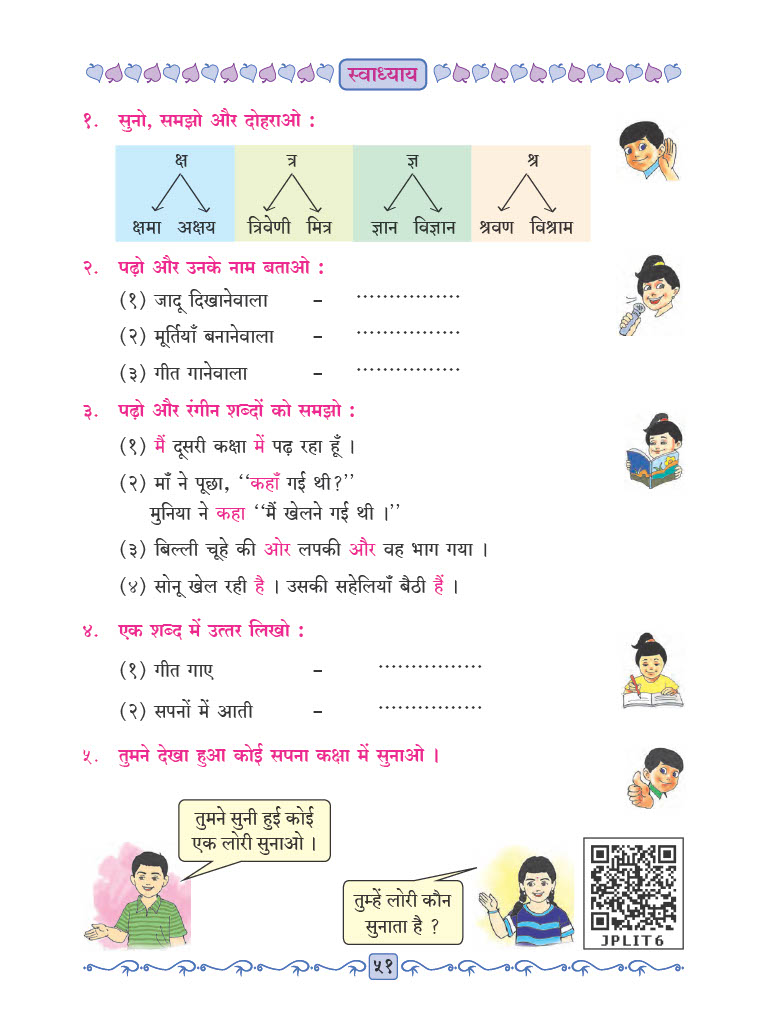 स्वाध्याय
१. सुनो, समझो और दोहराओ :
क्ष त्र ज्ञ श्र
क्षमा अक्षय त्रिवेणी मित्र ज्ञान विज्ञान श्रवण विश्राम
२. पढ़ो और उनके नाम बताओ :
(१) जादू दिखानेवाला – ................
(२) मूर्तियाँ बनानेवाला – ................
(३) गीत गानेवाला – ................
३. पढ़ो और रंगीन शब्दों को समझो :
(१) मैं दूसरी कक्षा में पढ़ रहा हूँ ।
(२) माँ ने पूछा, ‘‘कहाँ गई थी?’’
मुनिया ने कहा ‘‘मैं खेलने गई थी ।’’
(३) बिल्ली चूहे की ओर लपकी और वह भाग गया ।
(४) सोनू खेल रही है । उसकी सहेलियाँ बैठी हैं ।
४. एक शब्द में उत्तर लिखो :
(१) गीत गाए – ................
(२) सपनों में आती – ................
५. तुमने देखा हुआ कोई सपना कक्षा में सुनाओ ।
तुमने सुनी हुई कोई
एक लोरी सुनाओ ।
तुम्हें लोरी कौन
सुनाता है ?
JPLIT6
५१